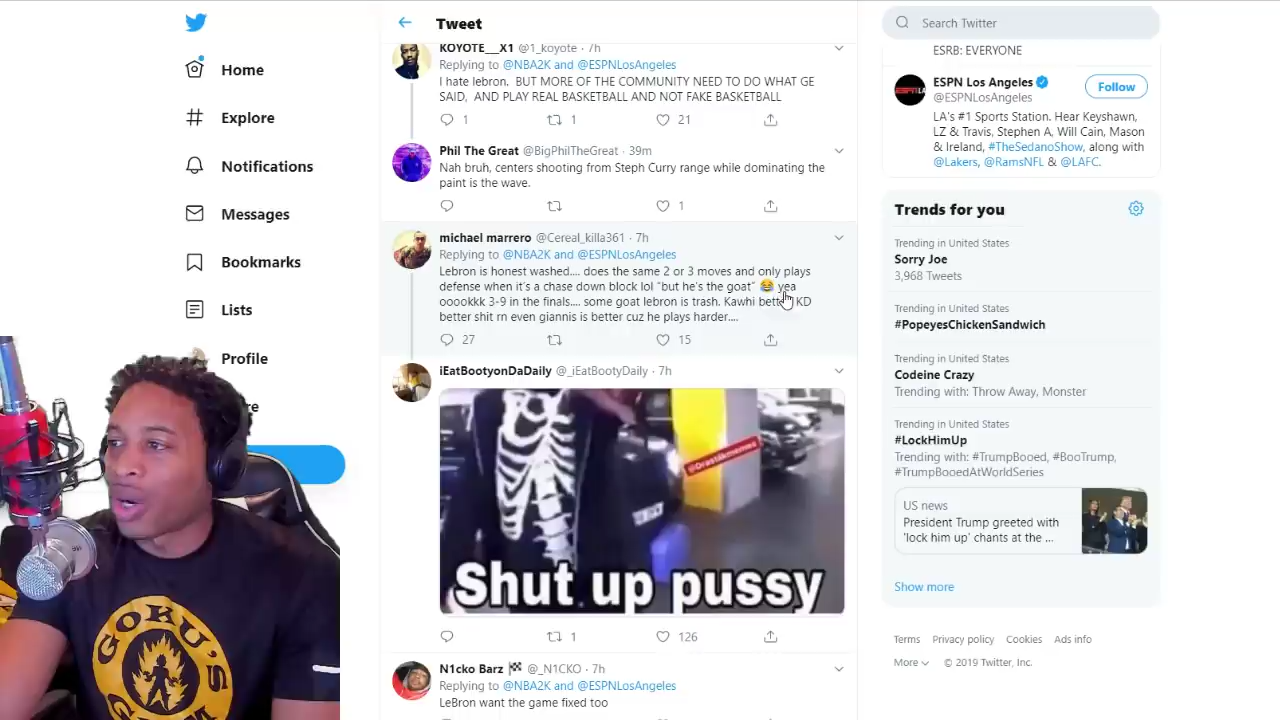 Home
Explore
Notifications
Messages
Bookmarks
Lists
Profile
Tweet
KOYOTE__X1 @1_koyote · 7h
Replying to @NBA2K and @ESPNLosAngeles
I hate lebron. BUT MORE OF THE COMMUNITY NEED TO DO WHAT GE
SAID, AND PLAY REAL BASKETBALL AND NOT FAKE BASKETBALL
1 1 21
Phil The Great @BigPhilTheGreat · 39m
Nah bruh, centers shooting from Steph Curry range while dominating the
paint is the wave.
1
michael marrero @Cereal_killa361 · 7h
Replying to @NBA2K and @ESPNLosAngeles
Lebron is honest washed.... does the same 2 or 3 moves and only plays
defense when it's a chase down block lol "but he's the goat" 😂 yea
ooookkk 3-9 in the finals.... some goat lebron is trash. Kawhi better KD
better shit rn even giannis is better cuz he plays harder....
27 15
iEatBootyonDaDaily @_iEatBootyDaily · 7h
@Drastikmemes
Shut up pussy
1 126
N1cko Barz 🏁 @_N1CKO · 7h
Replying to @NBA2K and @ESPNLosAngeles
LeBron want the game fixed too
Search Twitter
ESRB: EVERYONE
ESPN Los Angeles
@ESPNLosAngeles
Follow
LA's #1 Sports Station. Hear Keyshawn,
LZ & Travis, Stephen A, Will Cain, Mason
& Ireland, #TheSedanoShow, along with
@Lakers, @RamsNFL & @LAFC.
Trends for you
Trending in United States
Sorry Joe
3,968 Tweets
Trending in United States
#PopeyesChickenSandwich
Trending in United States
Codeine Crazy
Trending with: Throw Away, Monster
Trending in United States
#LockHimUp
Trending with: #TrumpBooed, #BooTrump,
#TrumpBooedAtWorldSeries
US news
President Trump greeted with
'lock him up' chants at the ...
Show more
Terms Privacy policy Cookies Ads info
More © 2019 Twitter, Inc.
GOKU'S